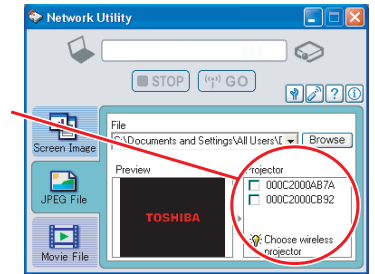 Network Utility
STOP
GO
File
C:\Documents and Settings\All Users\D
Browse
Screen Image
JPEG File
Movie File
Preview
TOSHIBA
Projector
000C2000AB7A
000C2000CB92
Choose wireless
projector